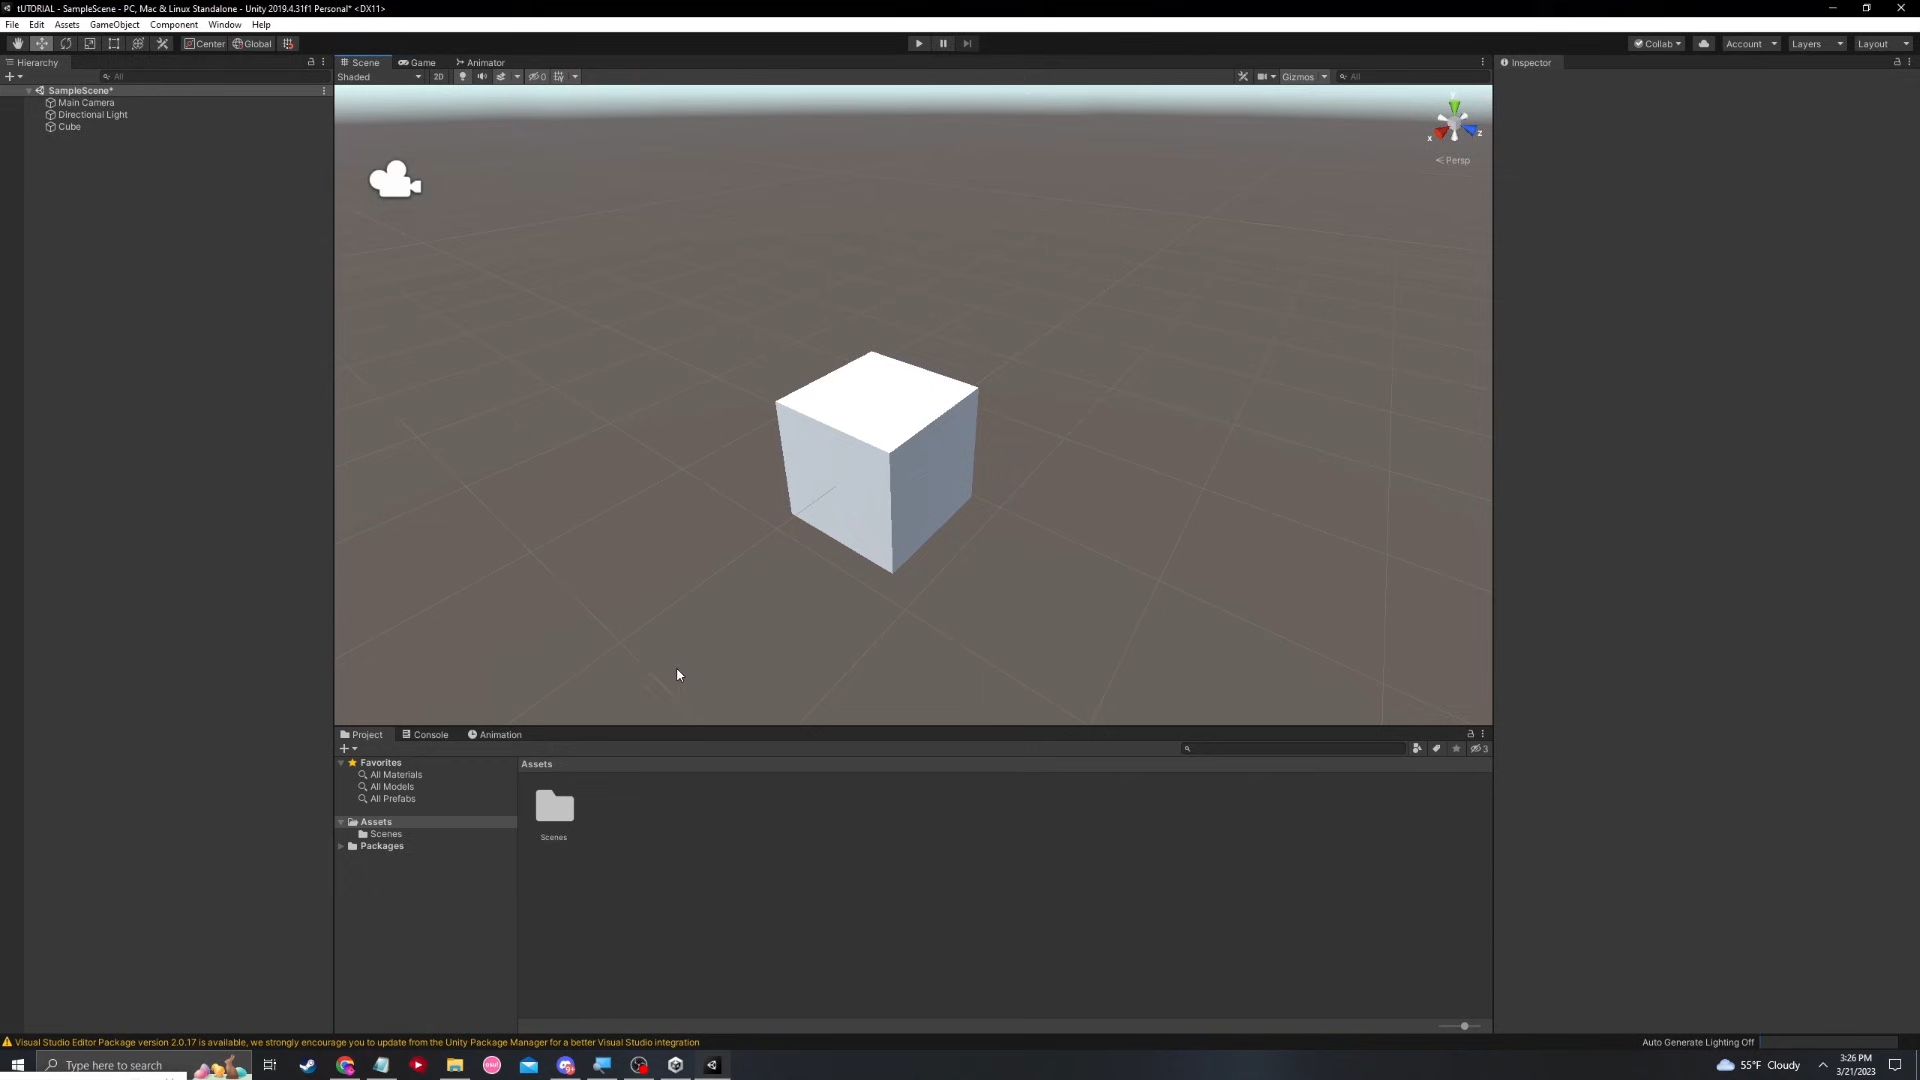 tUTORIAL - SampleScene - PC, Mac & Linux Standalone - Unity 2019.4.31f1 Personal* <DX11>
File Edit Assets GameObject Component Window Help
Center Global Collab Account Layers Layout
Hierarchy
All
SampleScene*
Main Camera
Directional Light
Cube
Scene Game Animator
Shaded 2D 0 Gizmos All
y
x z
< Persp
Inspector
Project Console Animation
3
Favorites
All Materials
All Models
All Prefabs
Assets
Scenes
Packages
Assets
Scenes
Visual Studio Editor Package version 2.0.17 is available, we strongly encourage you to update from the Unity Package Manager for a better Visual Studio integration
Auto Generate Lighting Off
Type here to search
55°F Cloudy
3:26 PM
3/21/2023